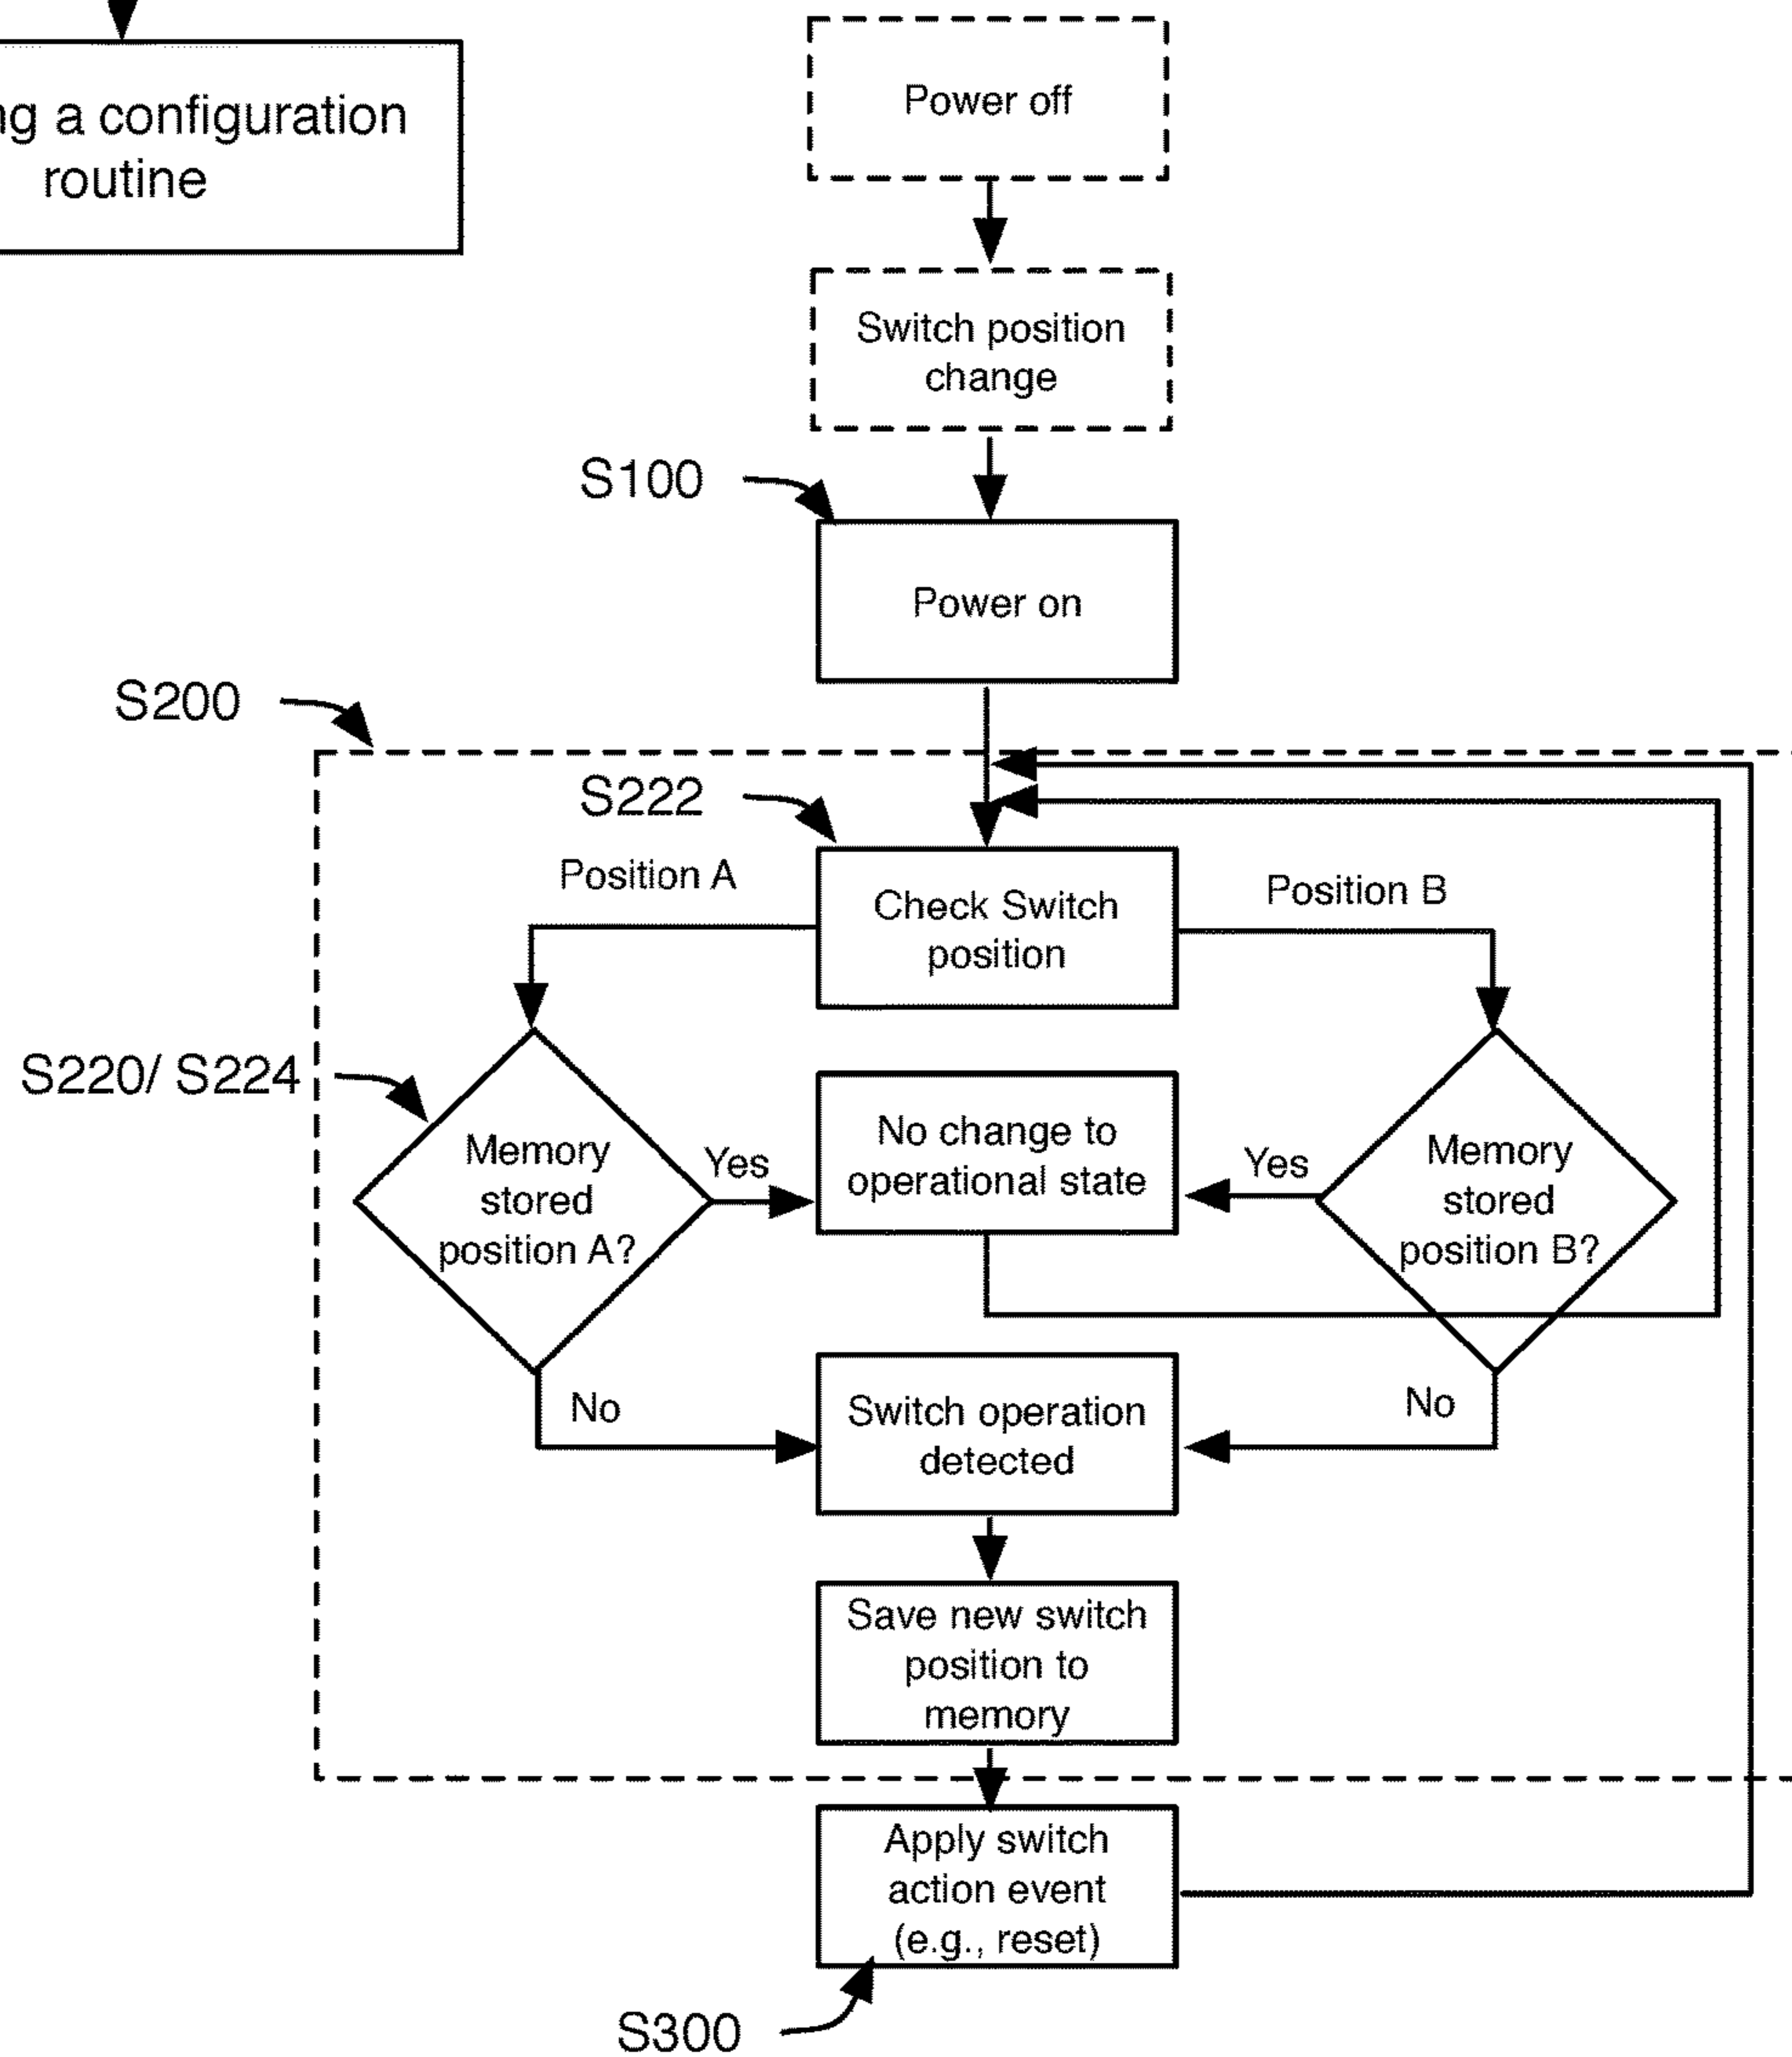 a configuration
routine
Power off
Switch position
change
S100
Power on
S200
S222
Position A
Position B
Check Switch
position
S220/ S224
Memory
stored
position A?
Yes
No change to
operational state
Yes
Memory
stored
position B?
No
Switch operation
detected
No
Save new switch
position to
memory
Apply switch
action event
(e.g., reset)
S300